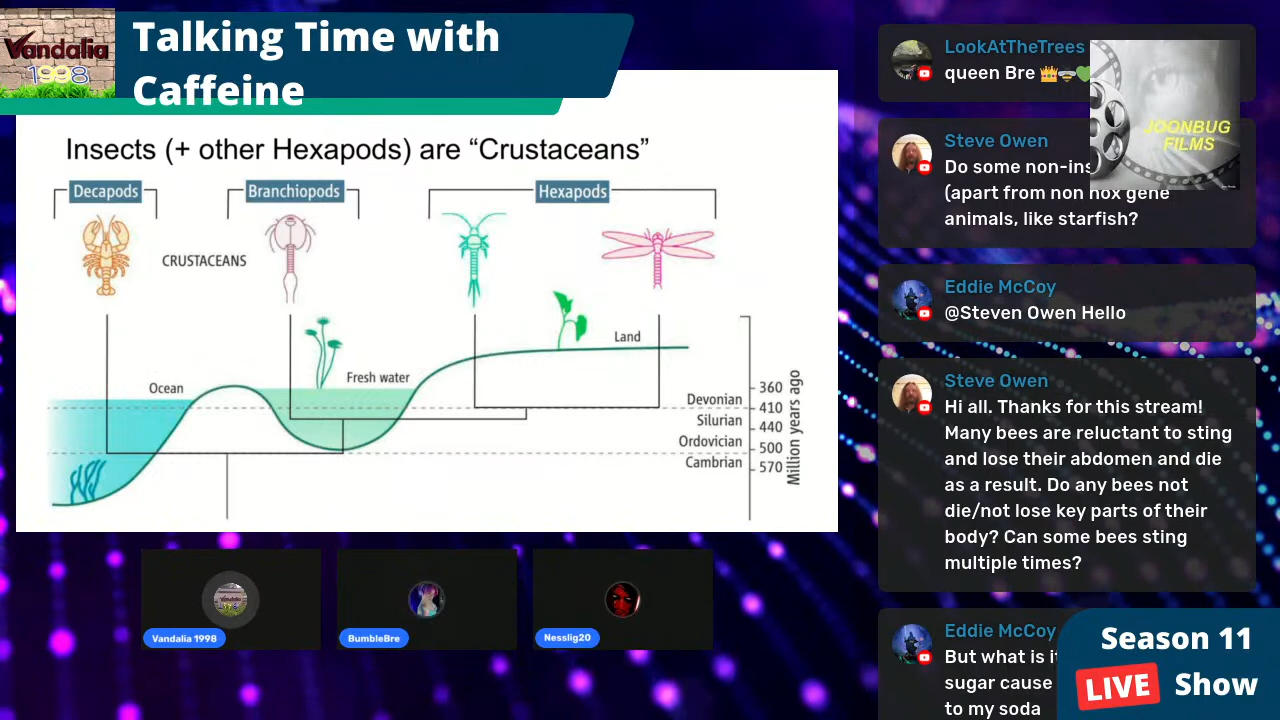 Vandalia
1998
Talking Time with
Caffeine
Insects (+ other Hexapods) are “Crustaceans”
Decapods
Branchiopods
Hexapods
CRUSTACEANS
Land
Ocean
Fresh water
Devonian
Silurian
Ordovician
Cambrian
360
410
440
500
570
Million years ago
Vandalia 1998
BumbleBre
Nesslig20
LookAtTheTrees
queen Bre 👑🐝💚
JOONBUG
FILMS
Steve Owen
Do some non-ins
(apart from non hox gene
animals, like starfish?
Eddie McCoy
@Steven Owen Hello
Steve Owen
Hi all. Thanks for this stream!
Many bees are reluctant to sting
and lose their abdomen and die
as a result. Do any bees not
die/not lose key parts of their
body? Can some bees sting
multiple times?
Eddie McCoy
But what is i
sugar cause
to my soda
Season 11
LIVE Show